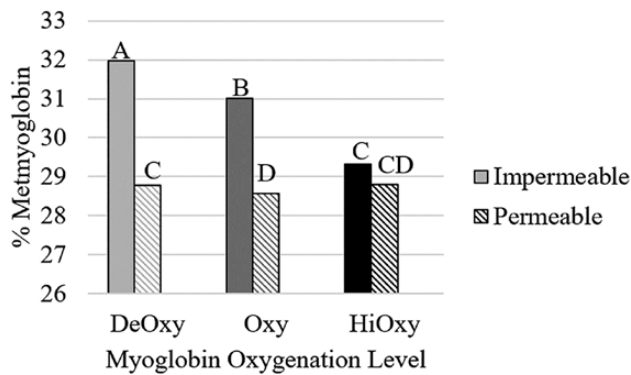 33
32
31
30
29
28
27
26
% Metmyoglobin
A
C
B
D
C
CD
DeOxy
Oxy
HiOxy
Myoglobin Oxygenation Level
Impermeable
Permeable